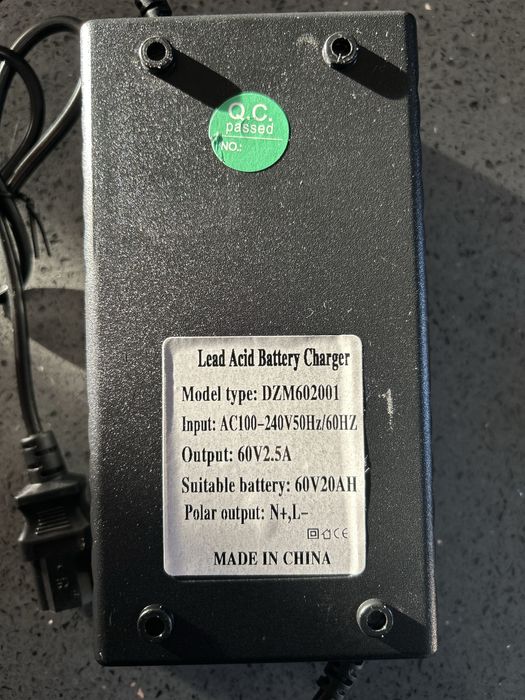 Q.C.
passed
NO.:
Lead Acid Battery Charger
Model type: DZM602001
Input: AC100-240V50Hz/60HZ
Output: 60V2.5A
Suitable battery: 60V20AH
Polar output: N+,L-
CE
MADE IN CHINA